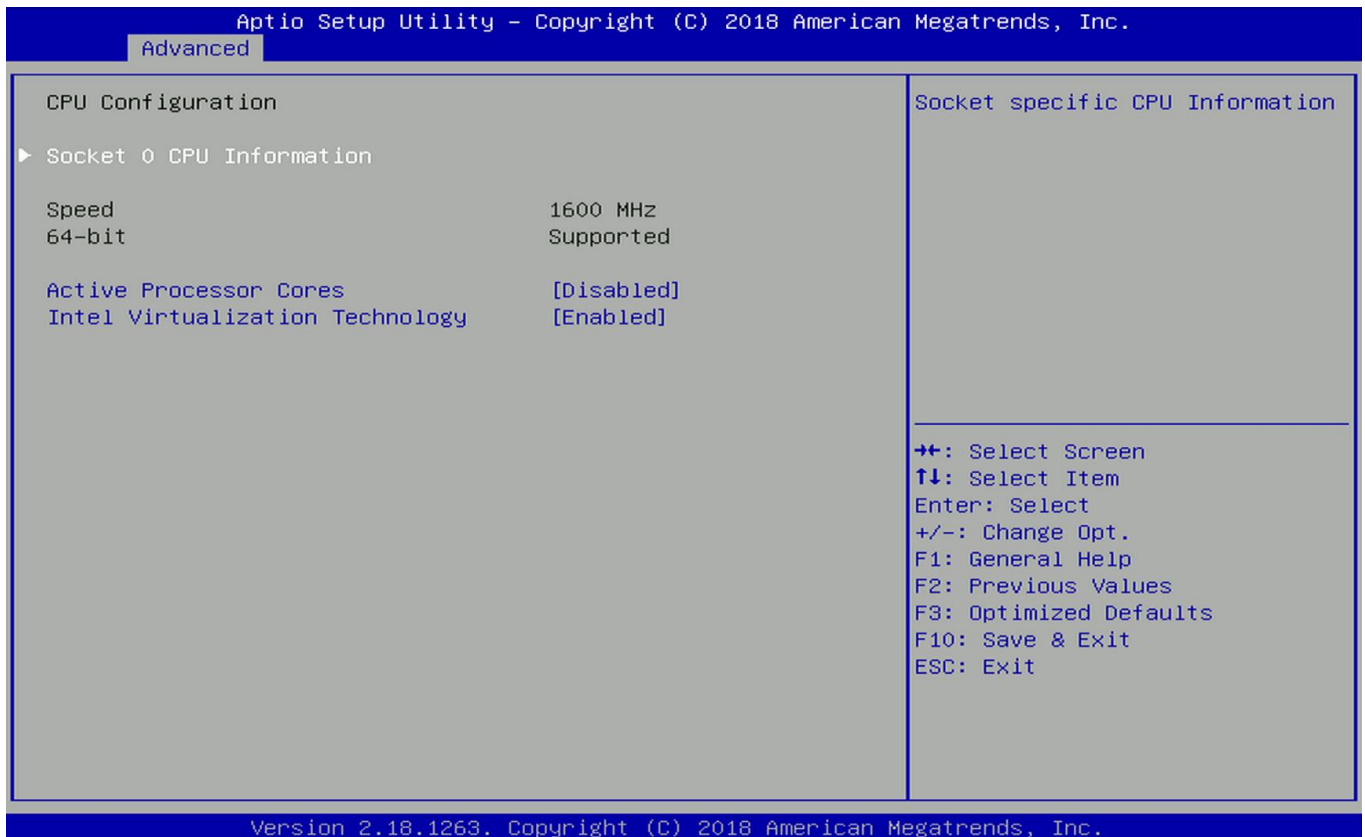 Aptio Setup Utility – Copyright (C) 2018 American Megatrends, Inc.
Advanced
CPU Configuration
▶ Socket 0 CPU Information
Speed 1600 MHz
64-bit Supported
Active Processor Cores [Disabled]
Intel Virtualization Technology [Enabled]
Socket specific CPU Information
→←: Select Screen
↑↓: Select Item
Enter: Select
+/-: Change Opt.
F1: General Help
F2: Previous Values
F3: Optimized Defaults
F10: Save & Exit
ESC: Exit
Version 2.18.1263. Copyright (C) 2018 American Megatrends, Inc.